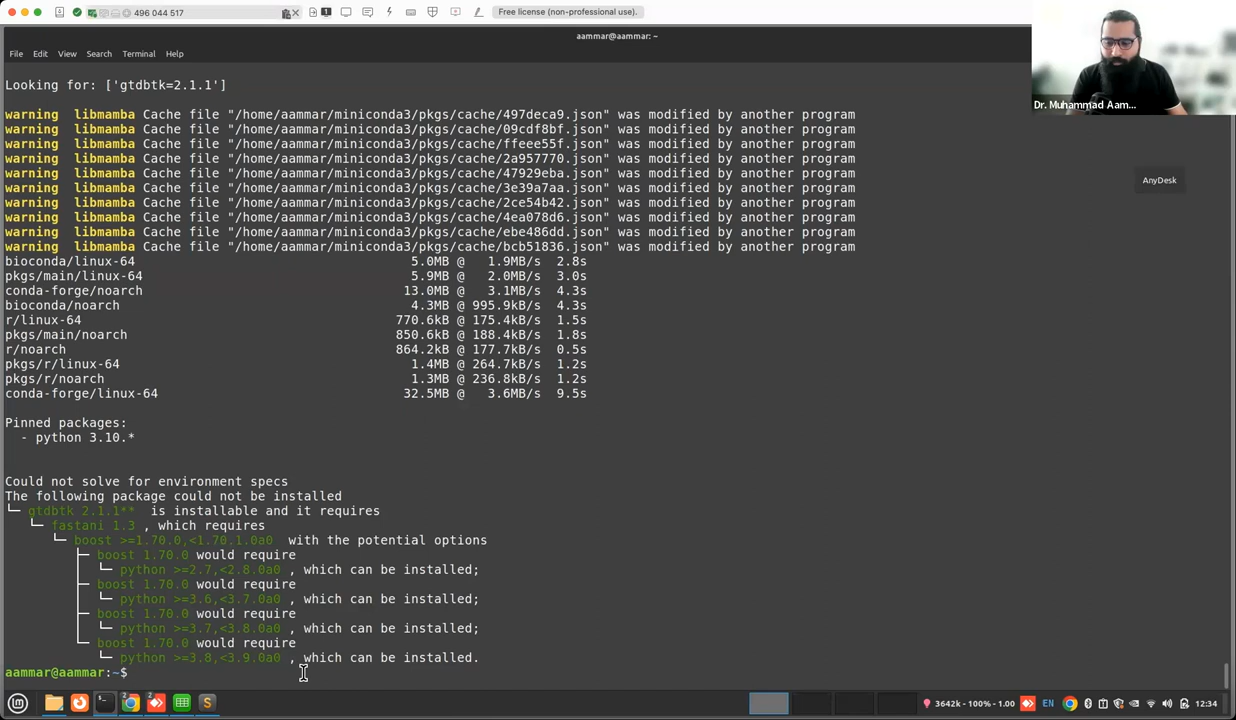 496 044 517
Free license (non-professional use).
aammar@aammar: ~
File Edit View Search Terminal Help
Dr. Muhammad Aam...
AnyDesk
Looking for: ['gtdbtk=2.1.1']
warning  libmamba Cache file "/home/aammar/miniconda3/pkgs/cache/497deca9.json" was modified by another program
warning  libmamba Cache file "/home/aammar/miniconda3/pkgs/cache/09cdf8bf.json" was modified by another program
warning  libmamba Cache file "/home/aammar/miniconda3/pkgs/cache/ffeee55f.json" was modified by another program
warning  libmamba Cache file "/home/aammar/miniconda3/pkgs/cache/2a957770.json" was modified by another program
warning  libmamba Cache file "/home/aammar/miniconda3/pkgs/cache/47929eba.json" was modified by another program
warning  libmamba Cache file "/home/aammar/miniconda3/pkgs/cache/3e39a7aa.json" was modified by another program
warning  libmamba Cache file "/home/aammar/miniconda3/pkgs/cache/2ce54b42.json" was modified by another program
warning  libmamba Cache file "/home/aammar/miniconda3/pkgs/cache/4ea078d6.json" was modified by another program
warning  libmamba Cache file "/home/aammar/miniconda3/pkgs/cache/ebe486dd.json" was modified by another program
warning  libmamba Cache file "/home/aammar/miniconda3/pkgs/cache/bcb51836.json" was modified by another program
bioconda/linux-64 5.0MB @ 1.9MB/s 2.8s
pkgs/main/linux-64 5.9MB @ 2.0MB/s 3.0s
conda-forge/noarch 13.0MB @ 3.1MB/s 4.3s
bioconda/noarch 4.3MB @ 995.9kB/s 4.3s
r/linux-64 770.6kB @ 175.4kB/s 1.5s
pkgs/main/noarch 850.6kB @ 188.4kB/s 1.8s
r/noarch 864.2kB @ 177.7kB/s 0.5s
pkgs/r/linux-64 1.4MB @ 264.7kB/s 1.2s
pkgs/r/noarch 1.3MB @ 236.8kB/s 1.2s
conda-forge/linux-64 32.5MB @ 3.6MB/s 9.5s
Pinned packages:
- python 3.10.*
Could not solve for environment specs
The following package could not be installed
└─ gtdbtk 2.1.1** is installable and it requires
└─ fastani 1.3 , which requires
└─ boost >=1.70.0,<1.70.1.0a0 with the potential options
├─ boost 1.70.0 would require
│ └─ python >=2.7,<2.8.0a0 , which can be installed;
├─ boost 1.70.0 would require
│ └─ python >=3.6,<3.7.0a0 , which can be installed;
├─ boost 1.70.0 would require
│ └─ python >=3.7,<3.8.0a0 , which can be installed;
└─ boost 1.70.0 would require
└─ python >=3.8,<3.9.0a0 , which can be installed.
aammar@aammar:~$
3642k - 100% - 1.00 EN 12:34